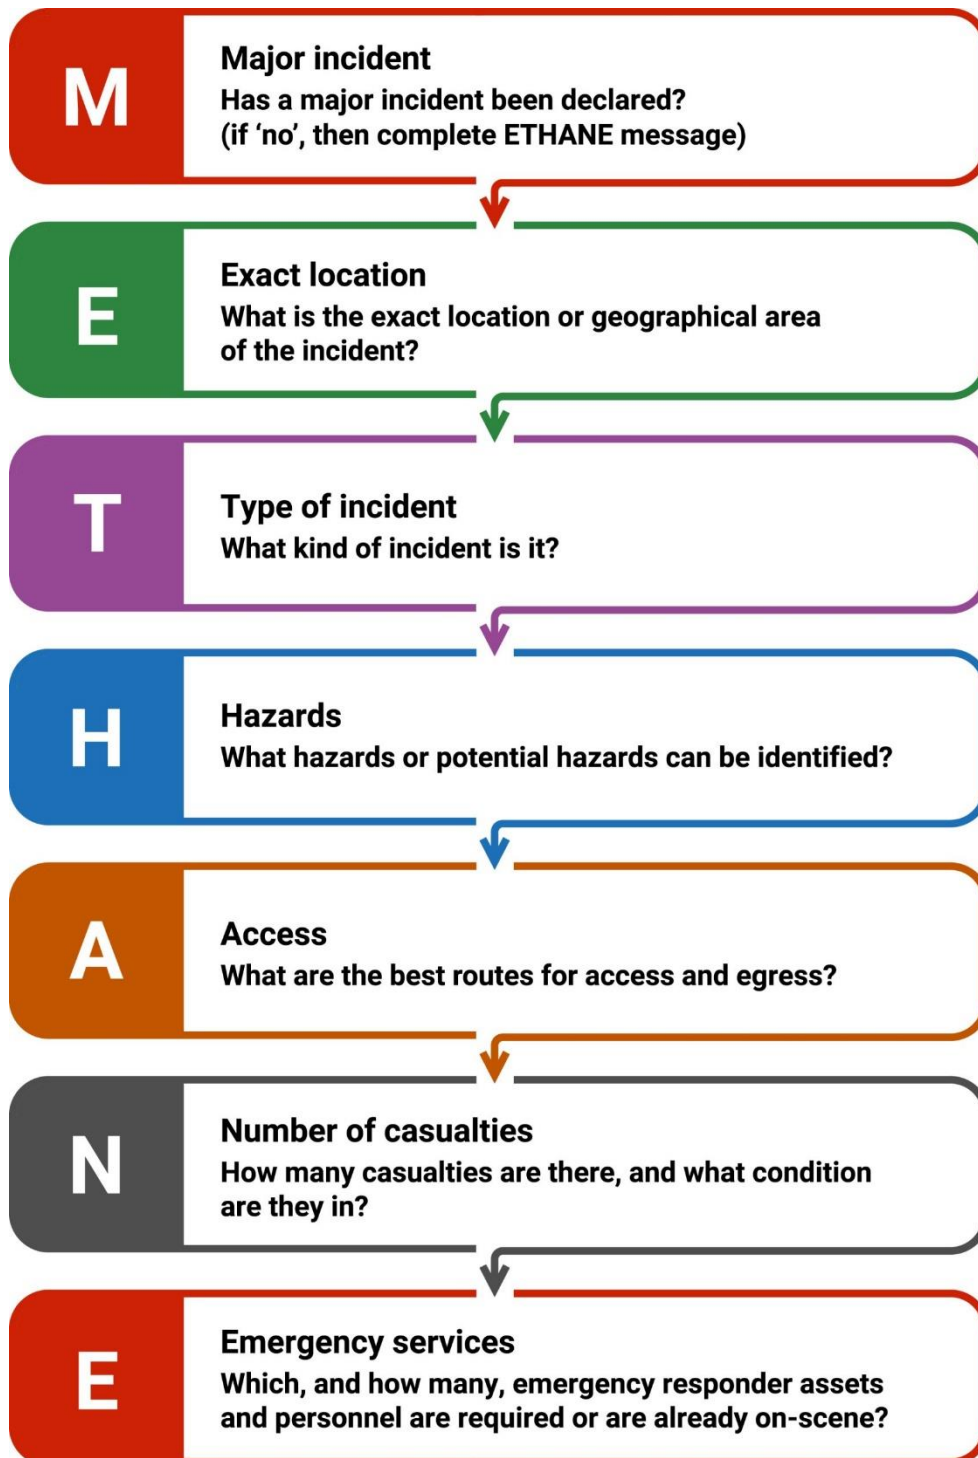 M
Major incident
Has a major incident been declared?
(if ‘no’, then complete ETHANE message)
E
Exact location
What is the exact location or geographical area
of the incident?
T
Type of incident
What kind of incident is it?
H
Hazards
What hazards or potential hazards can be identified?
A
Access
What are the best routes for access and egress?
N
Number of casualties
How many casualties are there, and what condition
are they in?
E
Emergency services
Which, and how many, emergency responder assets
and personnel are required or are already on-scene?